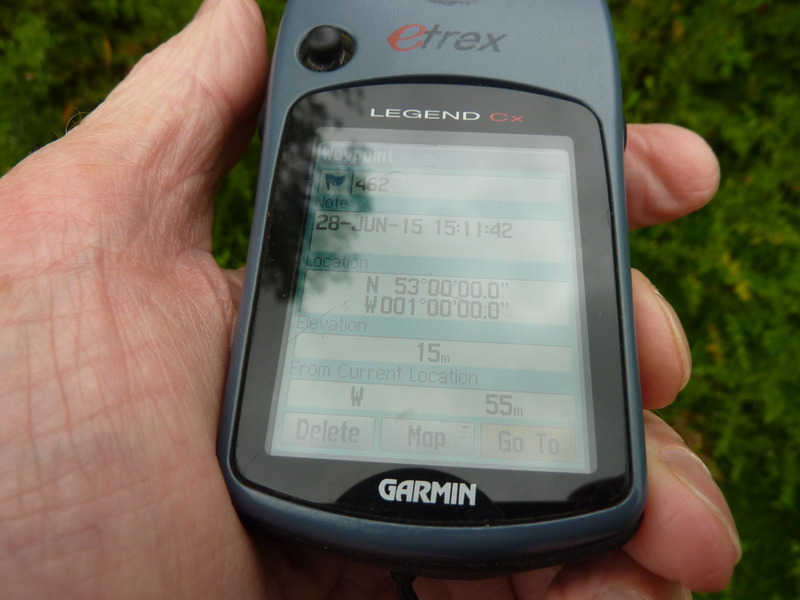 etrex
LEGEND Cx
Waypoint
462
Note
28-JUN-15 15:11:42
Location
N 53°00'00.0"
W001°00'00.0"
Elevation
15m
From Current Location
W 55m
Delete Map Go To
GARMIN